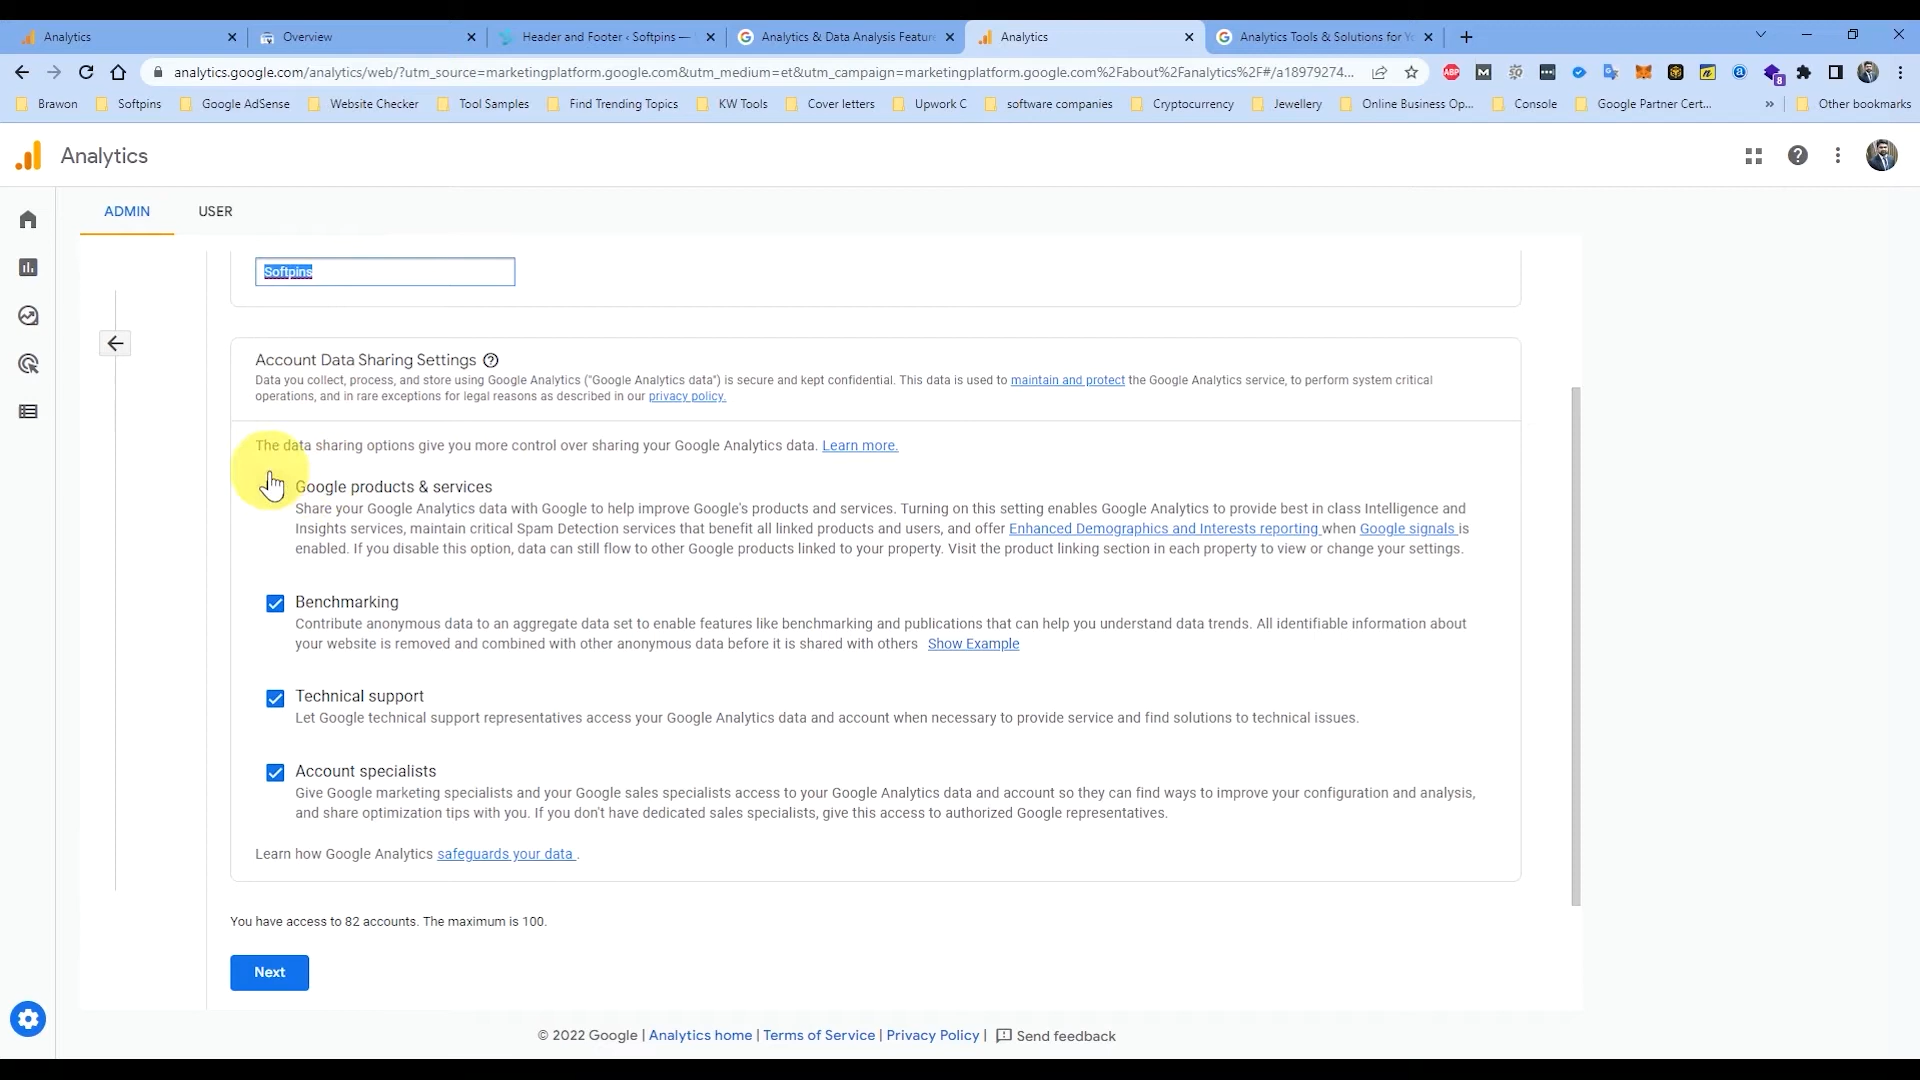 Analytics
Overview
Header and Footer ‹ Softpins —
Analytics & Data Analysis Feature
Analytics
Analytics Tools & Solutions for Yo
analytics.google.com/analytics/web/?utm_source=marketingplatform.google.com&utm_medium=et&utm_campaign=marketingplatform.google.com%2Fabout%2Fanalytics%2F#/a18979274...
Brawon
Softpins
Google AdSense
Website Checker
Tool Samples
Find Trending Topics
KW Tools
Cover letters
Upwork C
software companies
Cryptocurrency
Jewellery
Online Business Op...
Console
Google Partner Cert...
»
Other bookmarks
Analytics
ADMIN
USER
Softpins
Account Data Sharing Settings
Data you collect, process, and store using Google Analytics ("Google Analytics data") is secure and kept confidential. This data is used to maintain and protect the Google Analytics service, to perform system critical
operations, and in rare exceptions for legal reasons as described in our privacy policy.
The data sharing options give you more control over sharing your Google Analytics data. Learn more.
Google products & services
Share your Google Analytics data with Google to help improve Google's products and services. Turning on this setting enables Google Analytics to provide best in class Intelligence and
Insights services, maintain critical Spam Detection services that benefit all linked products and users, and offer Enhanced Demographics and Interests reporting when Google signals is
enabled. If you disable this option, data can still flow to other Google products linked to your property. Visit the product linking section in each property to view or change your settings.
Benchmarking
Contribute anonymous data to an aggregate data set to enable features like benchmarking and publications that can help you understand data trends. All identifiable information about
your website is removed and combined with other anonymous data before it is shared with others Show Example
Technical support
Let Google technical support representatives access your Google Analytics data and account when necessary to provide service and find solutions to technical issues.
Account specialists
Give Google marketing specialists and your Google sales specialists access to your Google Analytics data and account so they can find ways to improve your configuration and analysis,
and share optimization tips with you. If you don't have dedicated sales specialists, give this access to authorized Google representatives.
Learn how Google Analytics safeguards your data .
You have access to 82 accounts. The maximum is 100.
Next
© 2022 Google | Analytics home | Terms of Service | Privacy Policy | Send feedback